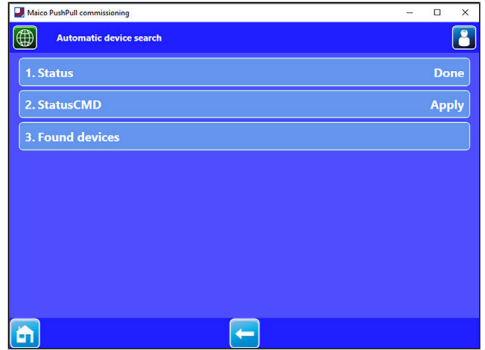 Maico PushPull commissioning
Automatic device search
1. Status Done
2. StatusCMD Apply
3. Found devices